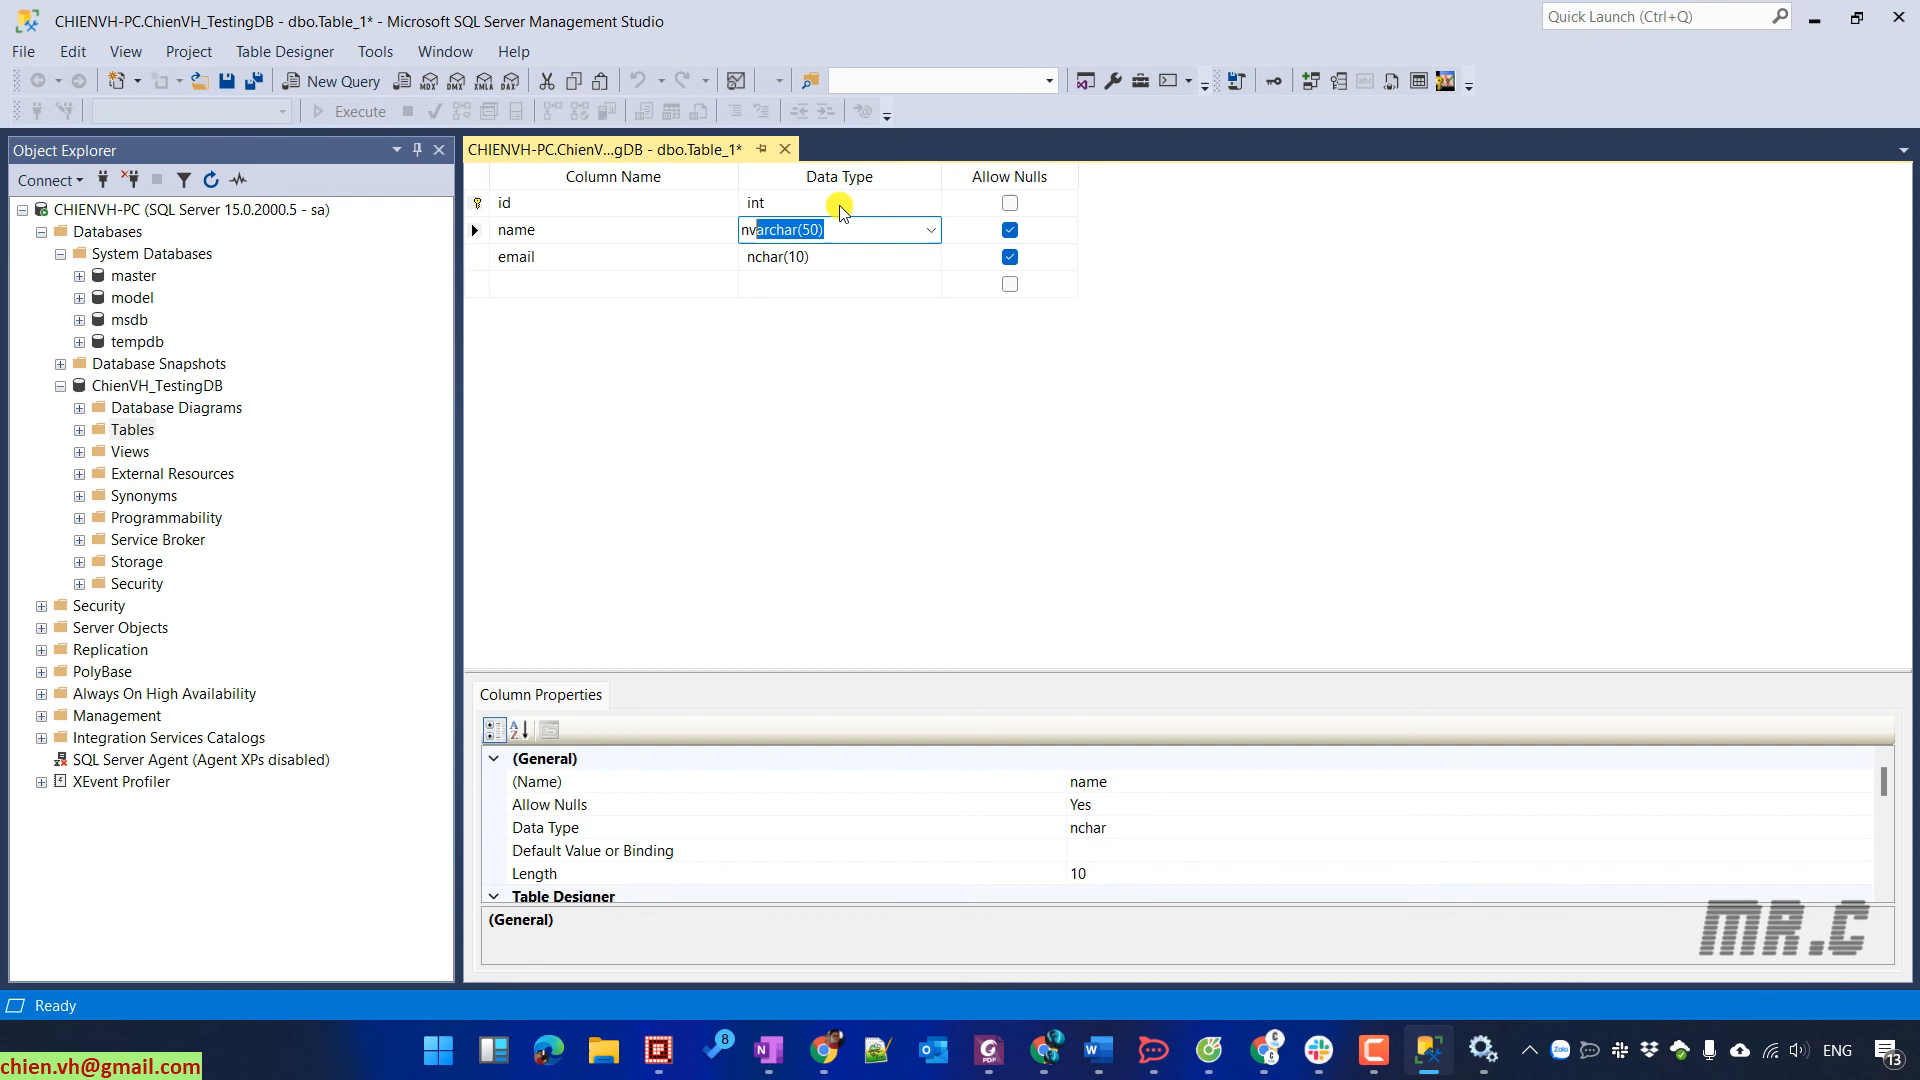 CHIENVH-PC.ChienVH_TestingDB - dbo.Table_1* - Microsoft SQL Server Management Studio
Quick Launch (Ctrl+Q)
File Edit View Project Table Designer Tools Window Help
New Query MDX DMX XMLA DAX
Execute
Object Explorer
CHIENVH-PC.ChienV...gDB - dbo.Table_1*
Connect
Column Name Data Type Allow Nulls
id int
name nvarchar(50)
email nchar(10)
CHIENVH-PC (SQL Server 15.0.2000.5 - sa)
Databases
System Databases
master
model
msdb
tempdb
Database Snapshots
ChienVH_TestingDB
Database Diagrams
Tables
Views
External Resources
Synonyms
Programmability
Service Broker
Storage
Security
Security
Server Objects
Replication
PolyBase
Always On High Availability
Management
Integration Services Catalogs
SQL Server Agent (Agent XPs disabled)
XEvent Profiler
Column Properties
(General)
(Name) name
Allow Nulls Yes
Data Type nchar
Default Value or Binding
Length 10
Table Designer
(General)
MR.C
Ready
8
ENG
13
chien.vh@gmail.com